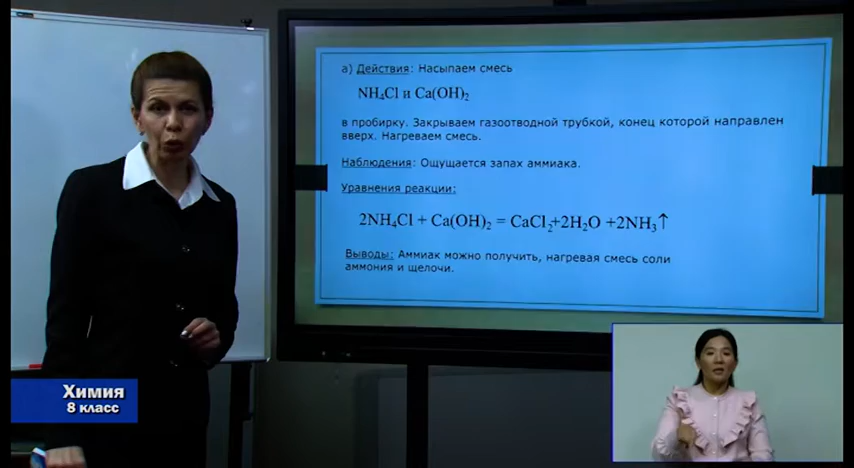 а) Действия: Насыпаем смесь
NH₄Cl и Ca(OH)₂
в пробирку. Закрываем газоотводной трубкой, конец которой направлен
вверх. Нагреваем смесь.
Наблюдения: Ощущается запах аммиака.
Уравнения реакции:
2NH₄Cl + Ca(OH)₂ = CaCl₂+2H₂O +2NH₃↑
Выводы: Аммиак можно получить, нагревая смесь соли
аммония и щелочи.
Химия
8 класс